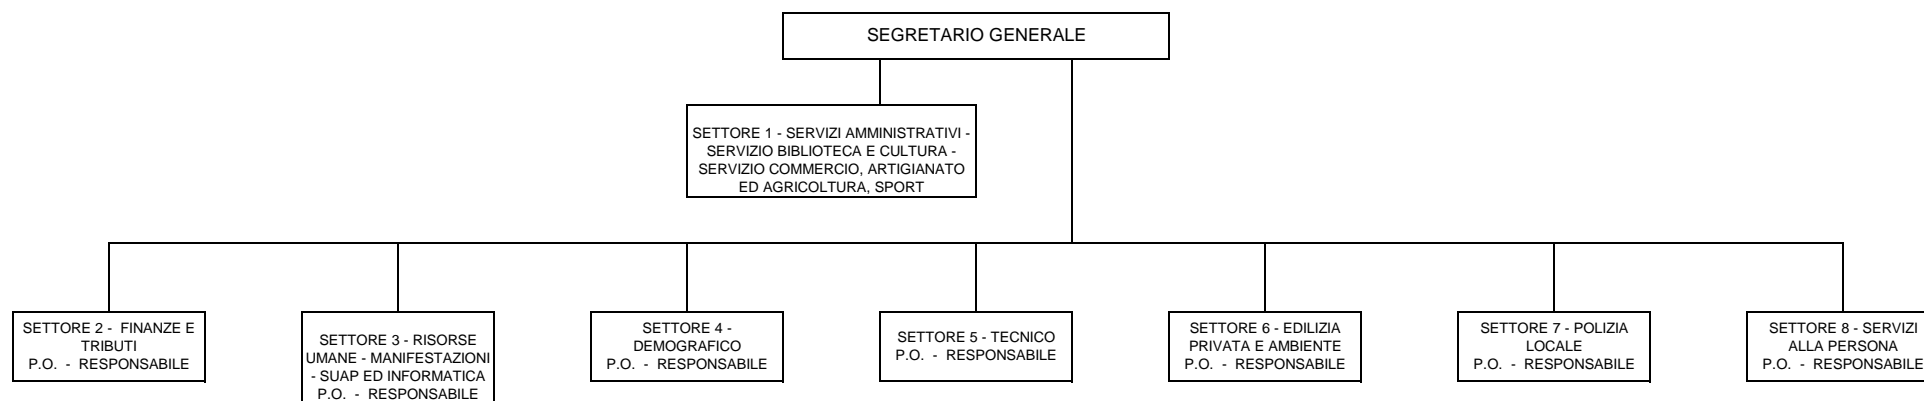 SEGRETARIO GENERALE
SETTORE 1 - SERVIZI AMMINISTRATIVI -
SERVIZIO BIBLIOTECA E CULTURA -
SERVIZIO COMMERCIO, ARTIGIANATO
ED AGRICOLTURA, SPORT
SETTORE 2 - FINANZE E
TRIBUTI
P.O. - RESPONSABILE
SETTORE 3 - RISORSE
UMANE - MANIFESTAZIONI
- SUAP ED INFORMATICA
P.O. - RESPONSABILE
SETTORE 4 -
DEMOGRAFICO
P.O. - RESPONSABILE
SETTORE 5 - TECNICO
P.O. - RESPONSABILE
SETTORE 6 - EDILIZIA
PRIVATA E AMBIENTE
P.O. - RESPONSABILE
SETTORE 7 - POLIZIA
LOCALE
P.O. - RESPONSABILE
SETTORE 8 - SERVIZI
ALLA PERSONA
P.O. - RESPONSABILE